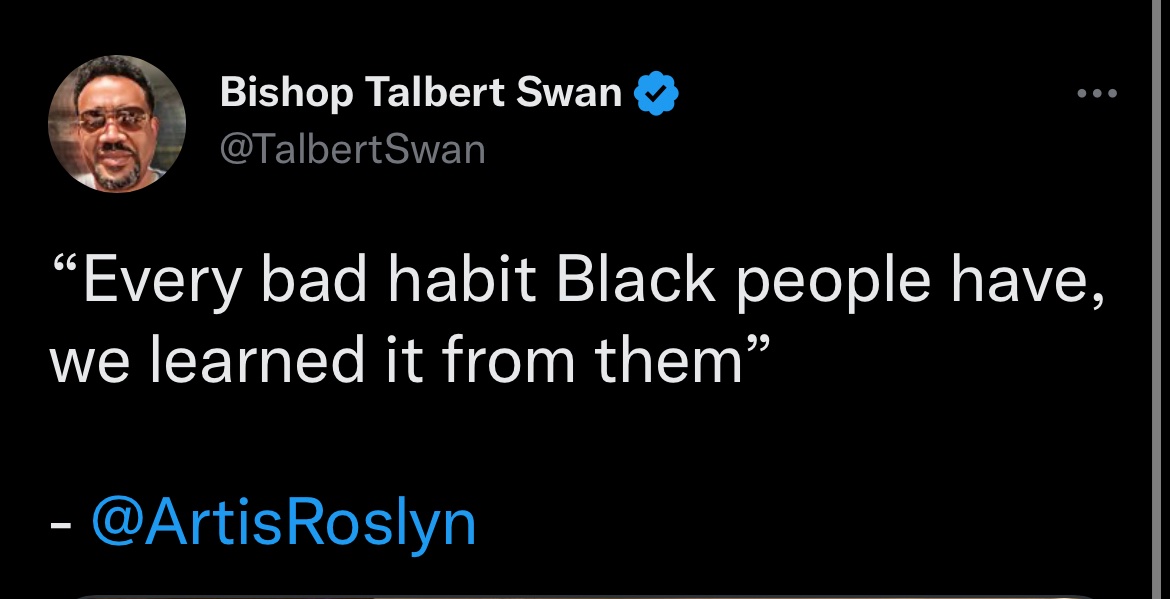 Bishop Talbert Swan
@TalbertSwan
“Every bad habit Black people have,
we learned it from them”
- @ArtisRoslyn